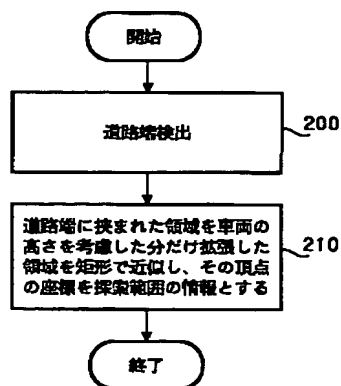 開始
道路端検出
200
道路端に挟まれた領域を車両の
高さを考慮した分だけ拡張した
領域を矩形で近似し、その頂点
の座標を探索範囲の情報とする
210
終了